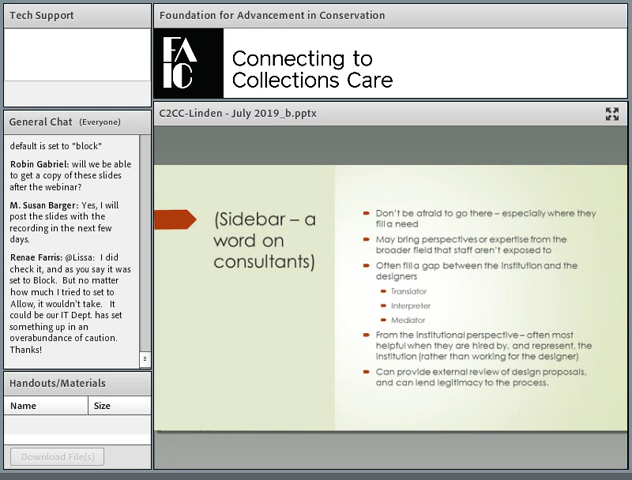 Tech Support
Foundation for Advancement in Conservation
FA
IC
Connecting to
Collections Care
General Chat (Everyone)
default is set to "block"
Robin Gabriel: will we be able
to get a copy of these slides
after the webinar?
M. Susan Barger: Yes, I will
post the slides with the
recording in the next few
days.
Renae Farris: @Lissa: I did
check it, and as you say it was
set to Block. But no matter
how much I tried to set to
Allow, it wouldn't take. It
could be our IT Dept. has set
something up in an
overabundance of caution.
Thanks!
Handouts/Materials
Name Size
Download File(s)
C2CC-Linden - July 2019_b.pptx
(Sidebar – a
word on
consultants)
Don't be afraid to go there – especially where they
fill a need
May bring perspectives or expertise from the
broader field that staff aren't exposed to
Often fill a gap between the institution and the
designers
Translator
Interpreter
Mediator
From the institutional perspective – often most
helpful when they are hired by, and represent, the
institution (rather than working for the designer)
Can provide external review of design proposals,
and can lend legitimacy to the process.